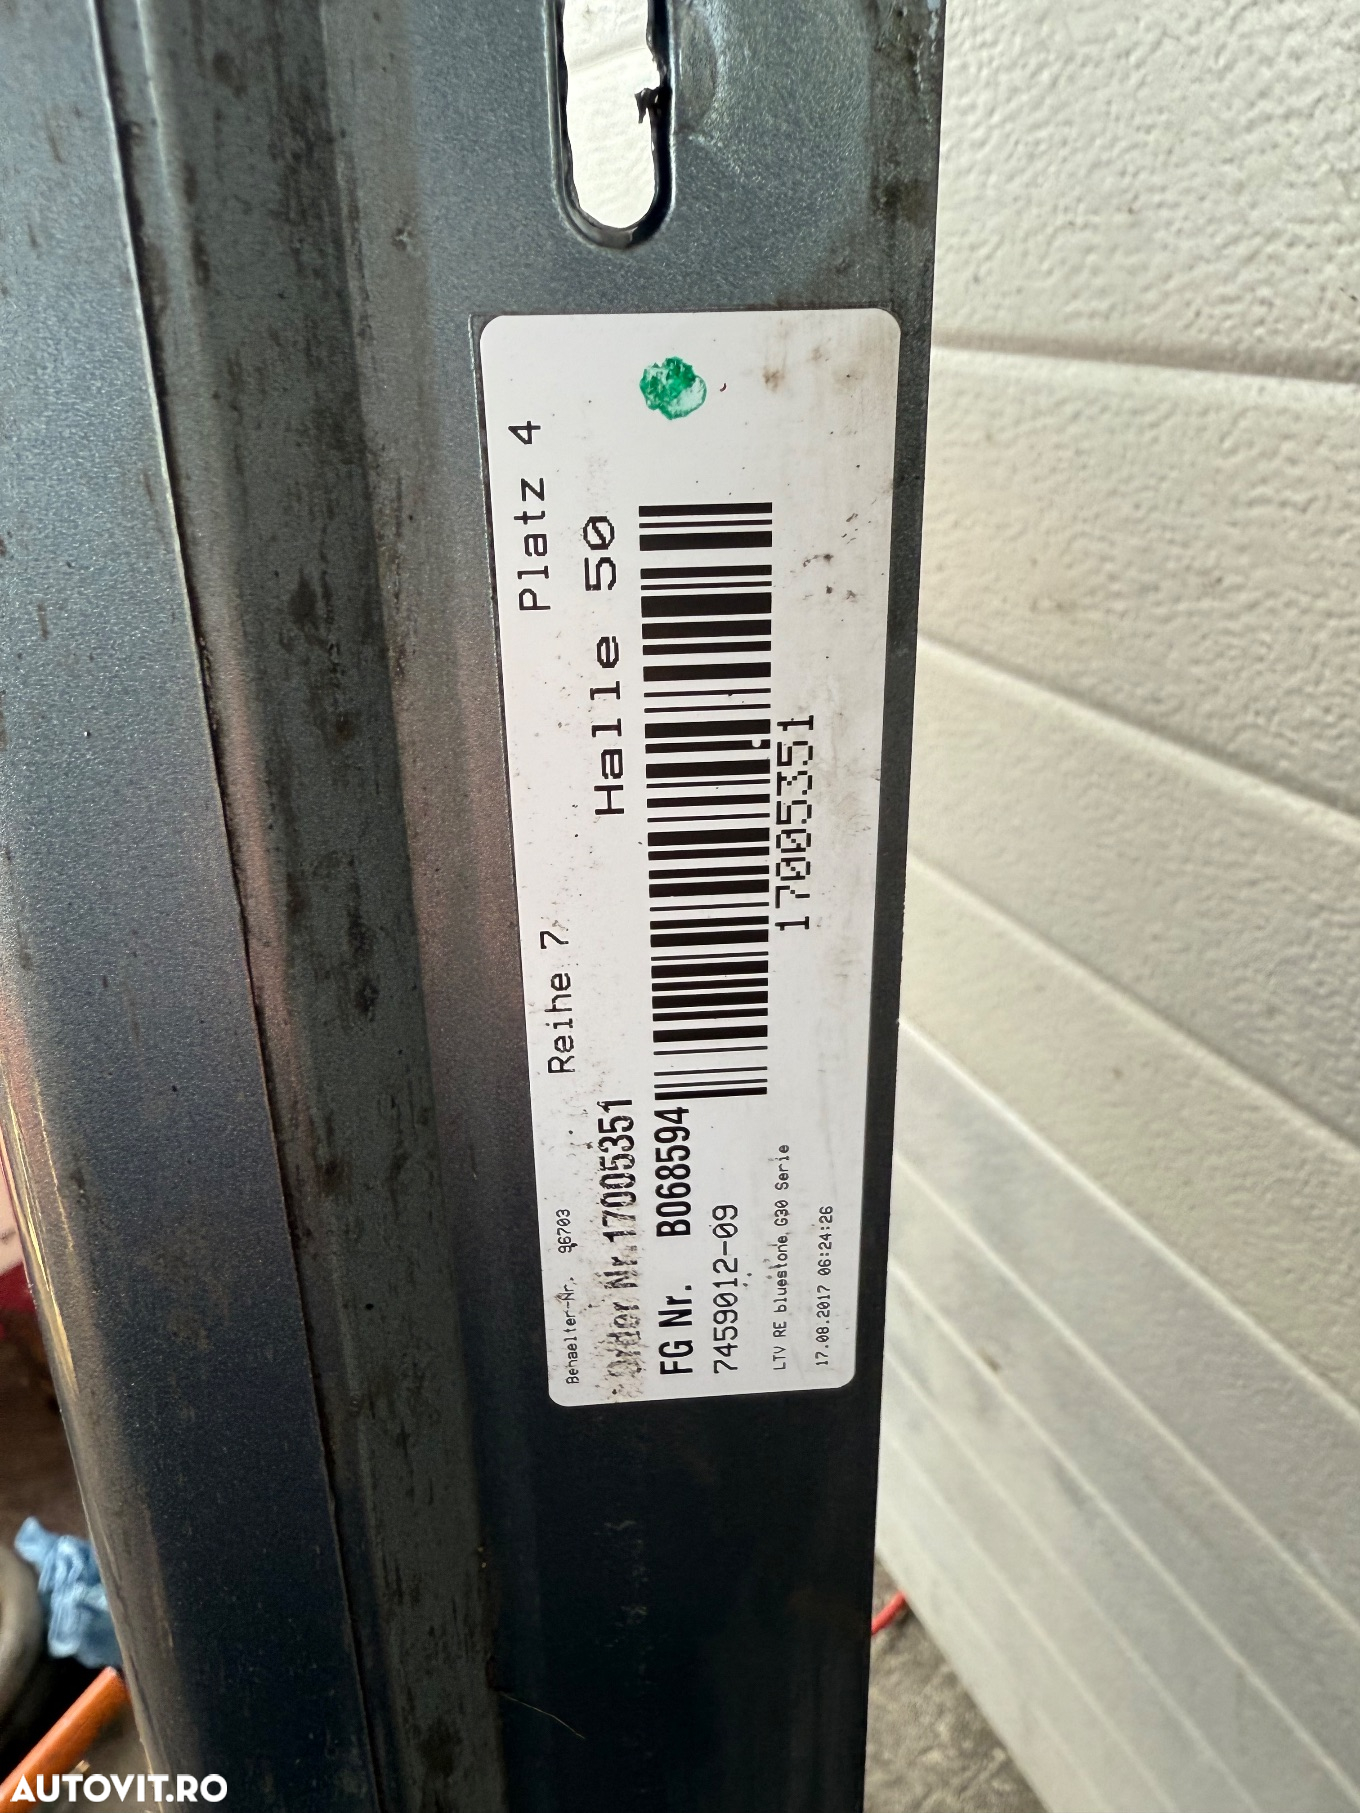 Behaelter-Nr. 96703 Reihe 7 Platz 4
Order Nr. 17005351 Halle 50
FG Nr. B068594
7459012-09
17005351
LTV RE bluestone G30 Serie
17.08.2017 06:24:26
AUTOVIT.RO